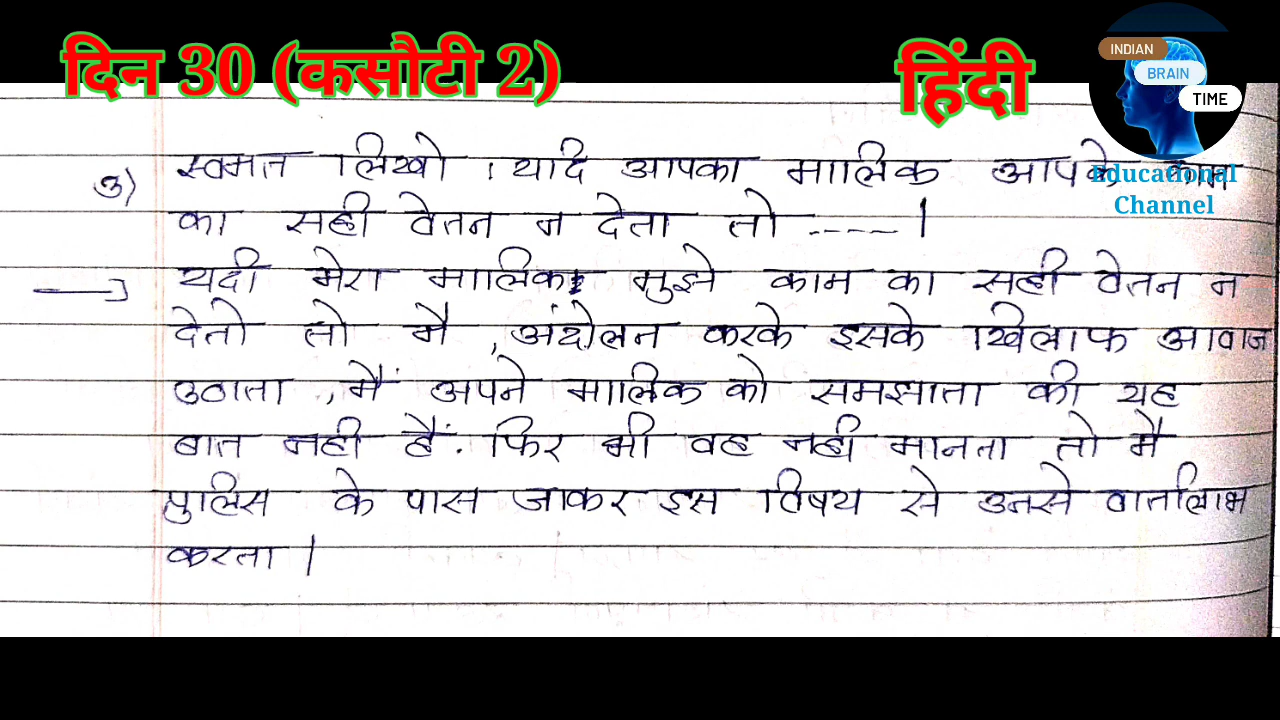 दिन 30 (कसौटी 2)
हिंदी
INDIAN
BRAIN
TIME
Educational
Channel
3) स्वमत लिखो । यदि आपका मालिक आपके काम
का सही वेतन न देता तो ----- |
→ यदी मेरा मालिक मुझे काम का सही वेतन न
देतो तो मै , अंदोलन करके इसके खिलाफ आवाज
उठाता , मैं अपने मालिक को समझाता की यह
बात नही हैं. फिर भी वह नही मानता तो मै
पुलिस के पास जाकर इस विषय से उनसे वार्तालाभ
करता |